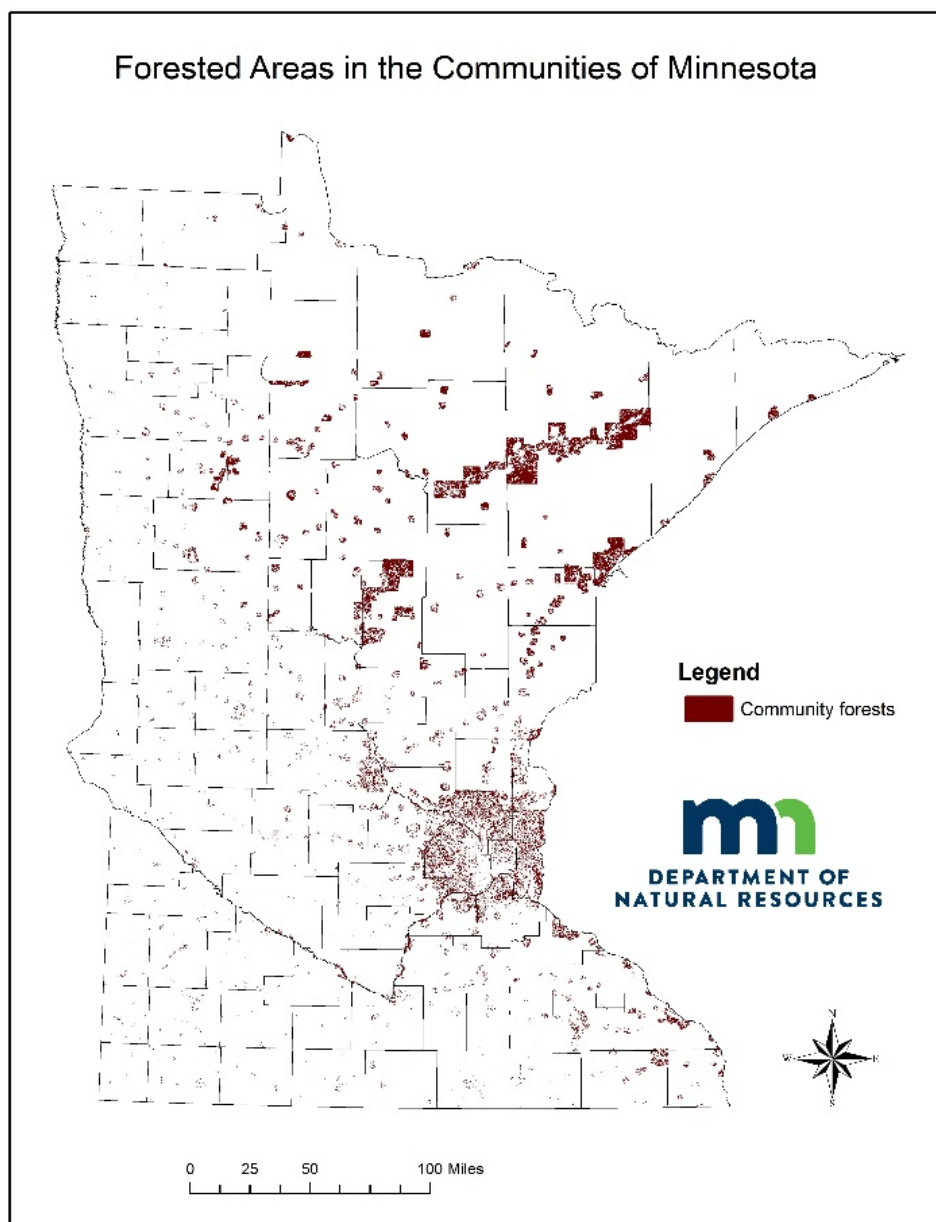 Forested Areas in the Communities of Minnesota
Legend
Community forests
mn
DEPARTMENT OF
NATURAL RESOURCES
N
W E
S
0 25 50 100 Miles